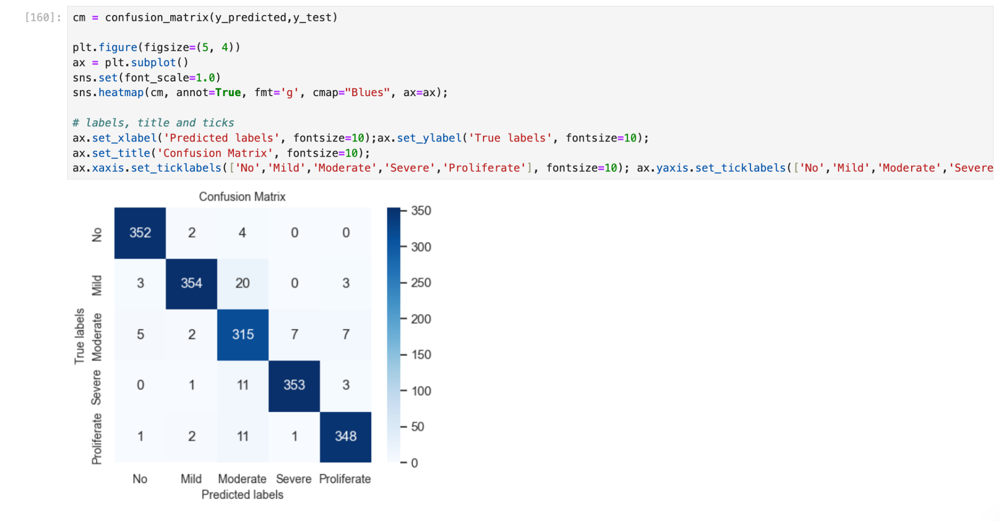 [160]: cm = confusion_matrix(y_predicted,y_test)
plt.figure(figsize=(5, 4))
ax = plt.subplot()
sns.set(font_scale=1.0)
sns.heatmap(cm, annot=True, fmt='g', cmap="Blues", ax=ax);
# labels, title and ticks
ax.set_xlabel('Predicted labels', fontsize=10);ax.set_ylabel('True labels', fontsize=10);
ax.set_title('Confusion Matrix', fontsize=10);
ax.xaxis.set_ticklabels(['No','Mild','Moderate','Severe','Proliferate'], fontsize=10); ax.yaxis.set_ticklabels(['No','Mild','Moderate','Severe
Confusion Matrix
No 352 2 4 0 0
Mild 3 354 20 0 3
Moderate 5 2 315 7 7
Severe 0 1 11 353 3
Proliferate 1 2 11 1 348
True labels
No Mild Moderate Severe Proliferate
Predicted labels
350
300
250
200
150
100
50
0